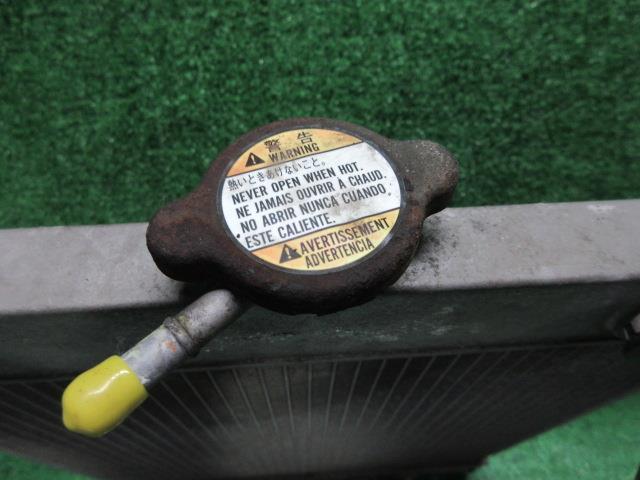 警告
WARNING
熱いときあけないこと。
NEVER OPEN WHEN HOT.
NE JAMAIS OUVRIR À CHAUD.
NO ABRIR NUNCA CUANDO
ESTE CALIENTE.
AVERTISSEMENT
ADVERTENCIA